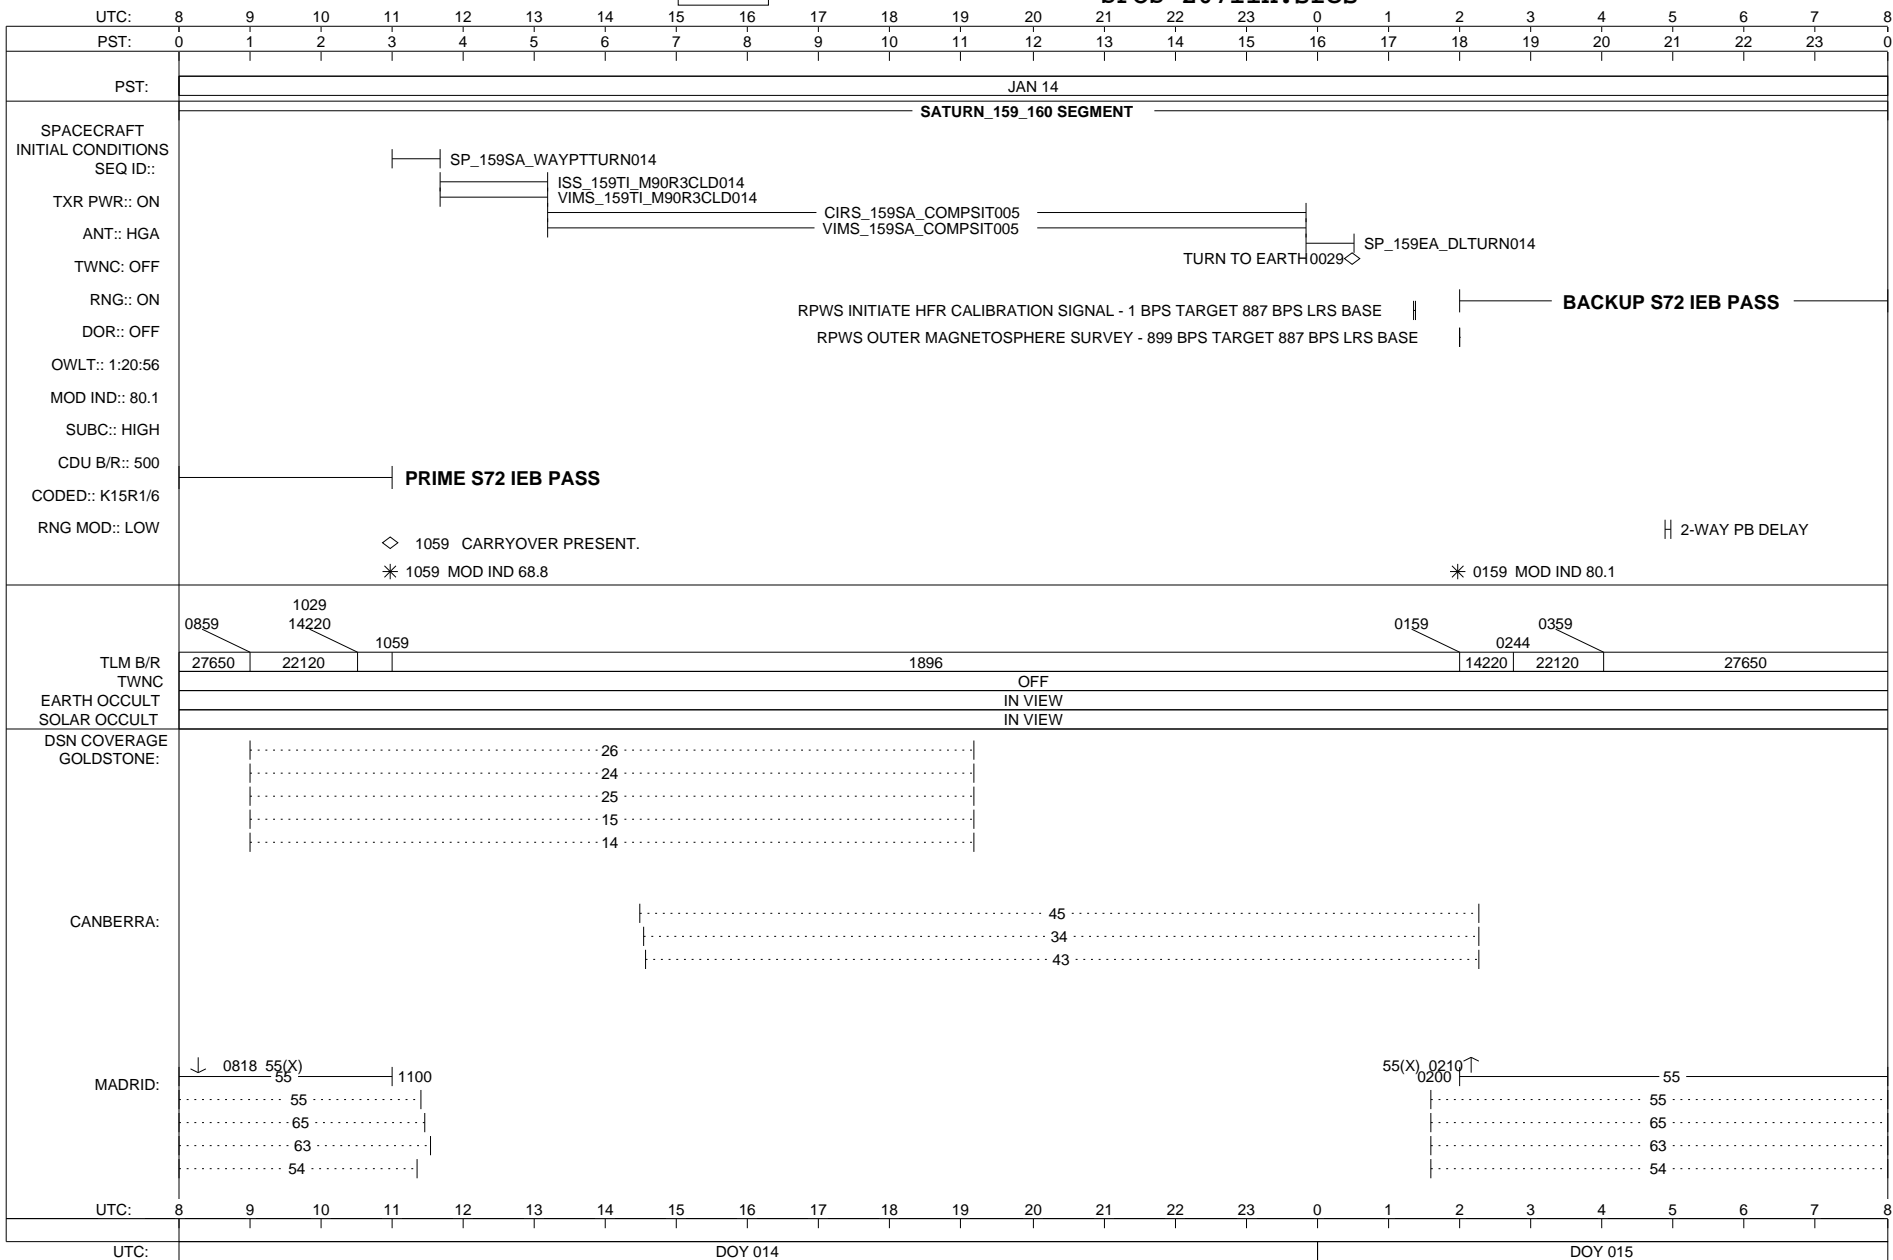 UTC: 8 9 10 11 12 13 14 15 16 17 18 19 20 21 22 23 0 1 2 3 4 5 6 7 8
PST: 0 1 2 3 4 5 6 7 8 9 10 11 12 13 14 15 16 17 18 19 20 21 22 23 0
PST: JAN 14
SATURN_159_160 SEGMENT
SPACECRAFT
INITIAL CONDITIONS
SEQ ID::
TXR PWR:: ON
ANT:: HGA
TWNC: OFF
RNG:: ON
DOR:: OFF
OWLT:: 1:20:56
MOD IND:: 80.1
SUBC:: HIGH
CDU B/R:: 500
CODED:: K15R1/6
RNG MOD:: LOW
SP_159SA_WAYPTTURN014
ISS_159TI_M90R3CLD014
VIMS_159TI_M90R3CLD014
CIRS_159SA_COMPSIT005
VIMS_159SA_COMPSIT005
SP_159EA_DLTURN014
TURN TO EARTH 0029
RPWS INITIATE HFR CALIBRATION SIGNAL - 1 BPS TARGET 887 BPS LRS BASE
BACKUP S72 IEB PASS
RPWS OUTER MAGNETOSPHERE SURVEY - 899 BPS TARGET 887 BPS LRS BASE
PRIME S72 IEB PASS
2-WAY PB DELAY
1059 CARRYOVER PRESENT.
1059 MOD IND 68.8
0159 MOD IND 80.1
1029
0859 14220 0159 0359
1059 0244
TLM B/R 27650 22120 1896 14220 22120 27650
TWNC OFF
EARTH OCCULT IN VIEW
SOLAR OCCULT IN VIEW
DSN COVERAGE
GOLDSTONE:
26
24
25
15
14
CANBERRA:
45
34
43
MADRID:
0818 55(X) 55(X) 0210
55 1100 0200 55
55 55
65 65
63 63
54 54
UTC: 8 9 10 11 12 13 14 15 16 17 18 19 20 21 22 23 0 1 2 3 4 5 6 7 8
UTC: DOY 014 DOY 015